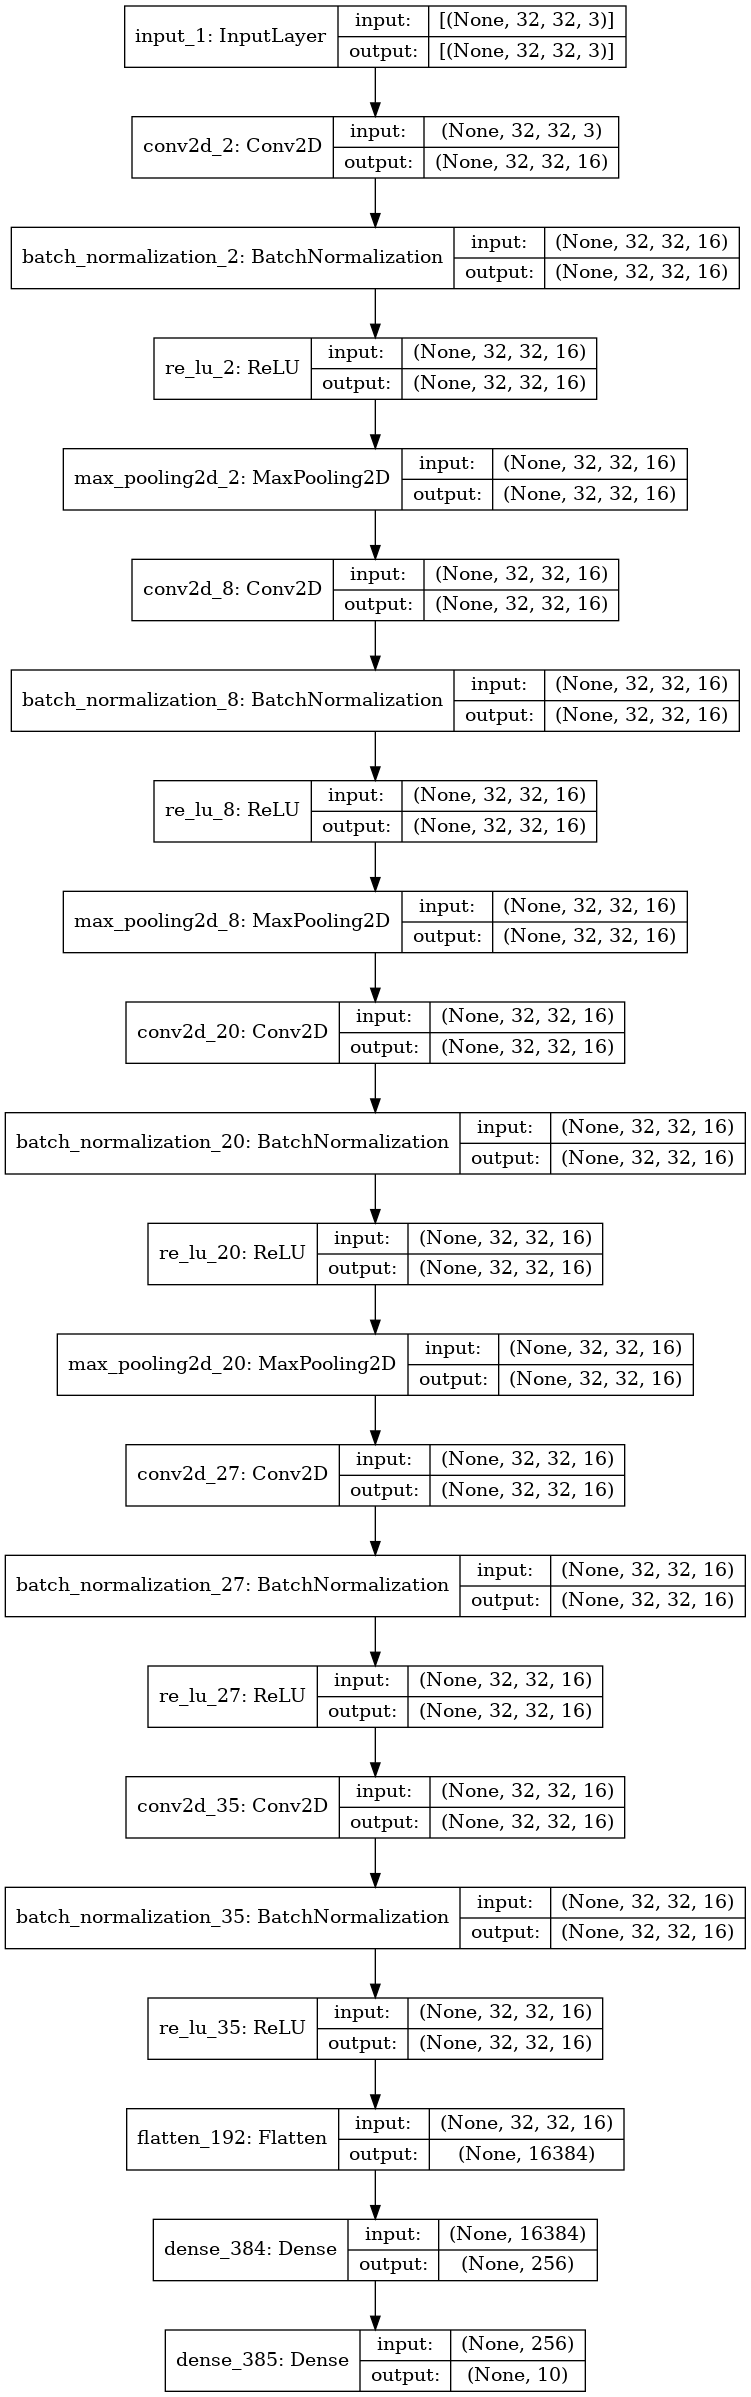 input_1: InputLayer
input: [(None, 32, 32, 3)]
output: [(None, 32, 32, 3)]
conv2d_2: Conv2D
input: (None, 32, 32, 3)
output: (None, 32, 32, 16)
batch_normalization_2: BatchNormalization
input: (None, 32, 32, 16)
output: (None, 32, 32, 16)
re_lu_2: ReLU
input: (None, 32, 32, 16)
output: (None, 32, 32, 16)
max_pooling2d_2: MaxPooling2D
input: (None, 32, 32, 16)
output: (None, 32, 32, 16)
conv2d_8: Conv2D
input: (None, 32, 32, 16)
output: (None, 32, 32, 16)
batch_normalization_8: BatchNormalization
input: (None, 32, 32, 16)
output: (None, 32, 32, 16)
re_lu_8: ReLU
input: (None, 32, 32, 16)
output: (None, 32, 32, 16)
max_pooling2d_8: MaxPooling2D
input: (None, 32, 32, 16)
output: (None, 32, 32, 16)
conv2d_20: Conv2D
input: (None, 32, 32, 16)
output: (None, 32, 32, 16)
batch_normalization_20: BatchNormalization
input: (None, 32, 32, 16)
output: (None, 32, 32, 16)
re_lu_20: ReLU
input: (None, 32, 32, 16)
output: (None, 32, 32, 16)
max_pooling2d_20: MaxPooling2D
input: (None, 32, 32, 16)
output: (None, 32, 32, 16)
conv2d_27: Conv2D
input: (None, 32, 32, 16)
output: (None, 32, 32, 16)
batch_normalization_27: BatchNormalization
input: (None, 32, 32, 16)
output: (None, 32, 32, 16)
re_lu_27: ReLU
input: (None, 32, 32, 16)
output: (None, 32, 32, 16)
conv2d_35: Conv2D
input: (None, 32, 32, 16)
output: (None, 32, 32, 16)
batch_normalization_35: BatchNormalization
input: (None, 32, 32, 16)
output: (None, 32, 32, 16)
re_lu_35: ReLU
input: (None, 32, 32, 16)
output: (None, 32, 32, 16)
flatten_192: Flatten
input: (None, 32, 32, 16)
output: (None, 16384)
dense_384: Dense
input: (None, 16384)
output: (None, 256)
dense_385: Dense
input: (None, 256)
output: (None, 10)